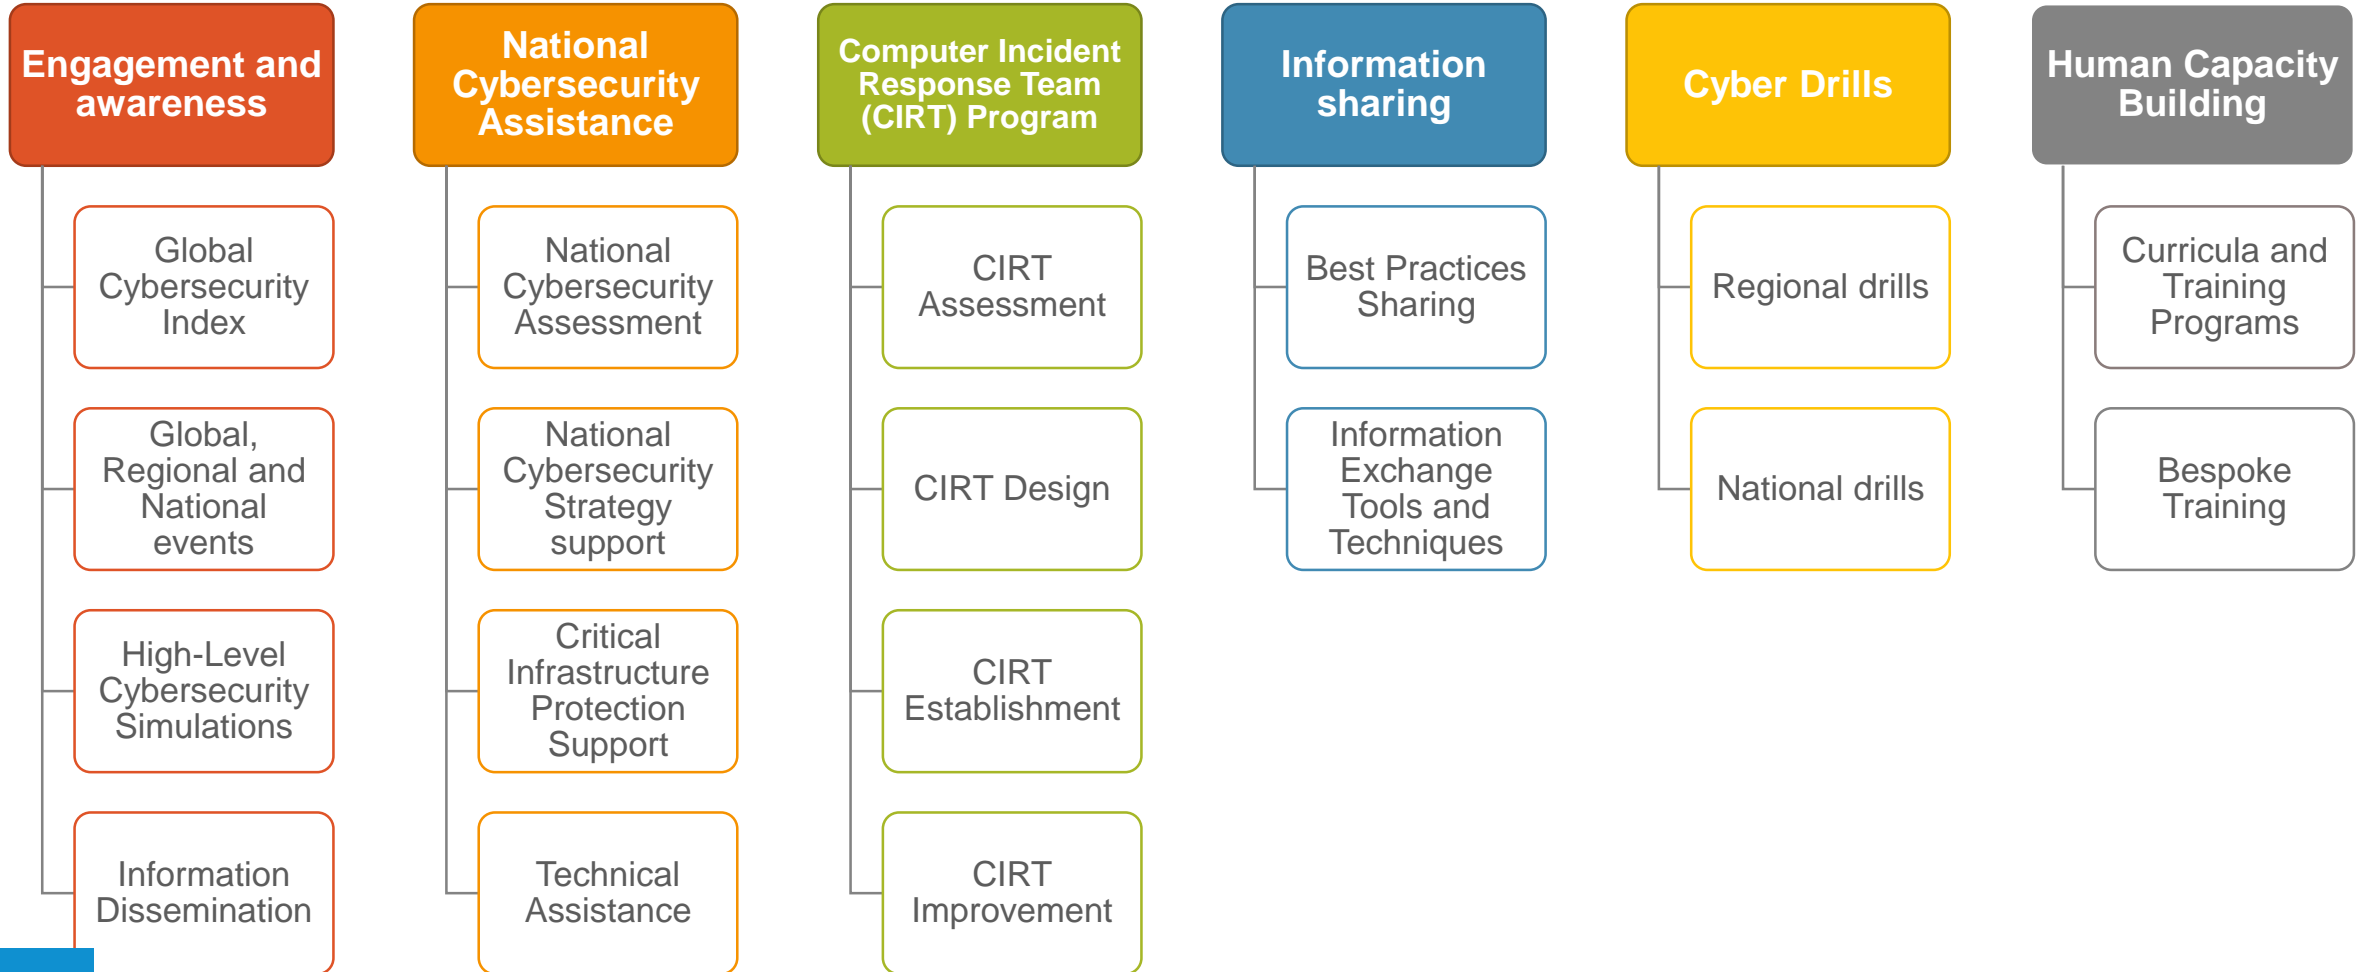 Engagement and
awareness
Global
Cybersecurity
Index
Global,
Regional and
National
events
High-Level
Cybersecurity
Simulations
Information
Dissemination
National
Cybersecurity
Assistance
National
Cybersecurity
Assessment
National
Cybersecurity
Strategy
support
Critical
Infrastructure
Protection
Support
Technical
Assistance
Computer Incident
Response Team
(CIRT) Program
CIRT
Assessment
CIRT Design
CIRT
Establishment
CIRT
Improvement
Information
sharing
Best Practices
Sharing
Information
Exchange
Tools and
Techniques
Cyber Drills
Regional drills
National drills
Human Capacity
Building
Curricula and
Training
Programs
Bespoke
Training